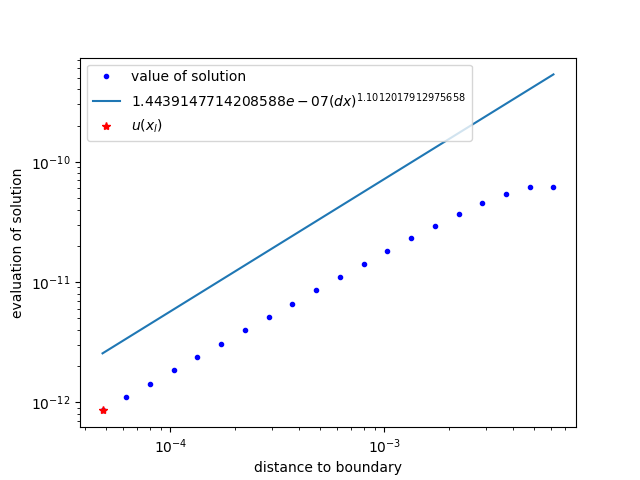 value of solution
1.4439147714208588e − 07(dx)^1.1012017912975658
u(x_l)
10^−10
10^−11
10^−12
evaluation of solution
10^−4
10^−3
distance to boundary